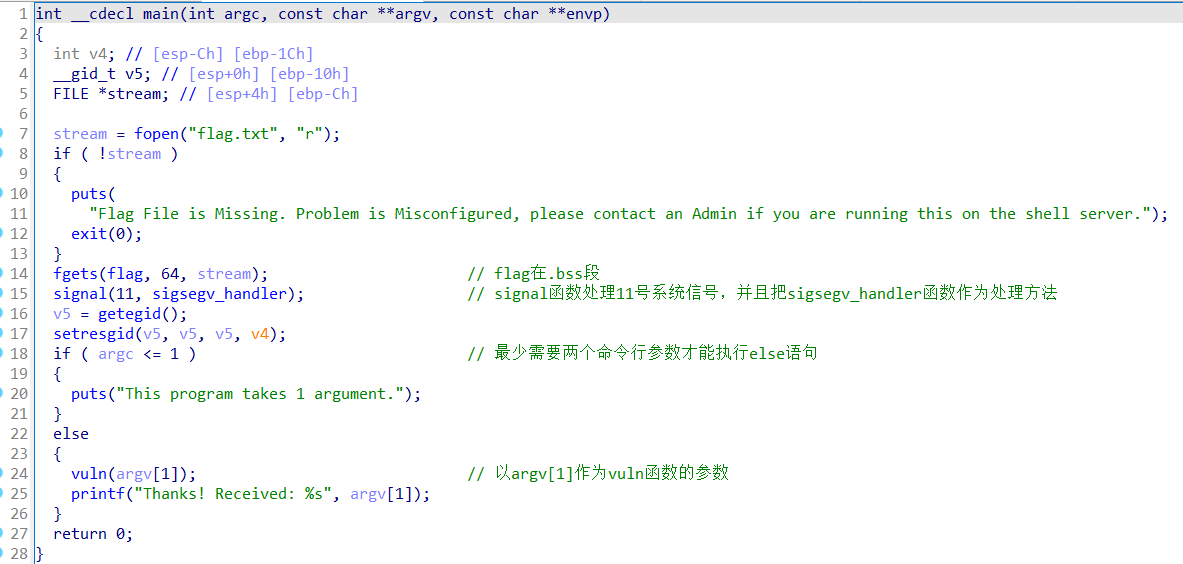 1 int __cdecl main(int argc, const char **argv, const char **envp)
2 {
3 int v4; // [esp-Ch] [ebp-1Ch]
4 __gid_t v5; // [esp+0h] [ebp-10h]
5 FILE *stream; // [esp+4h] [ebp-Ch]
6
7 stream = fopen("flag.txt", "r");
8 if ( !stream )
9 {
10 puts(
11 "Flag File is Missing. Problem is Misconfigured, please contact an Admin if you are running this on the shell server.");
12 exit(0);
13 }
14 fgets(flag, 64, stream); // flag在.bss段
15 signal(11, sigsegv_handler); // signal函数处理11号系统信号，并且把sigsegv_handler函数作为处理方法
16 v5 = getegid();
17 setresgid(v5, v5, v5, v4);
18 if ( argc <= 1 ) // 最少需要两个命令行参数才能执行else语句
19 {
20 puts("This program takes 1 argument.");
21 }
22 else
23 {
24 vuln(argv[1]); // 以argv[1]作为vuln函数的参数
25 printf("Thanks! Received: %s", argv[1]);
26 }
27 return 0;
28 }